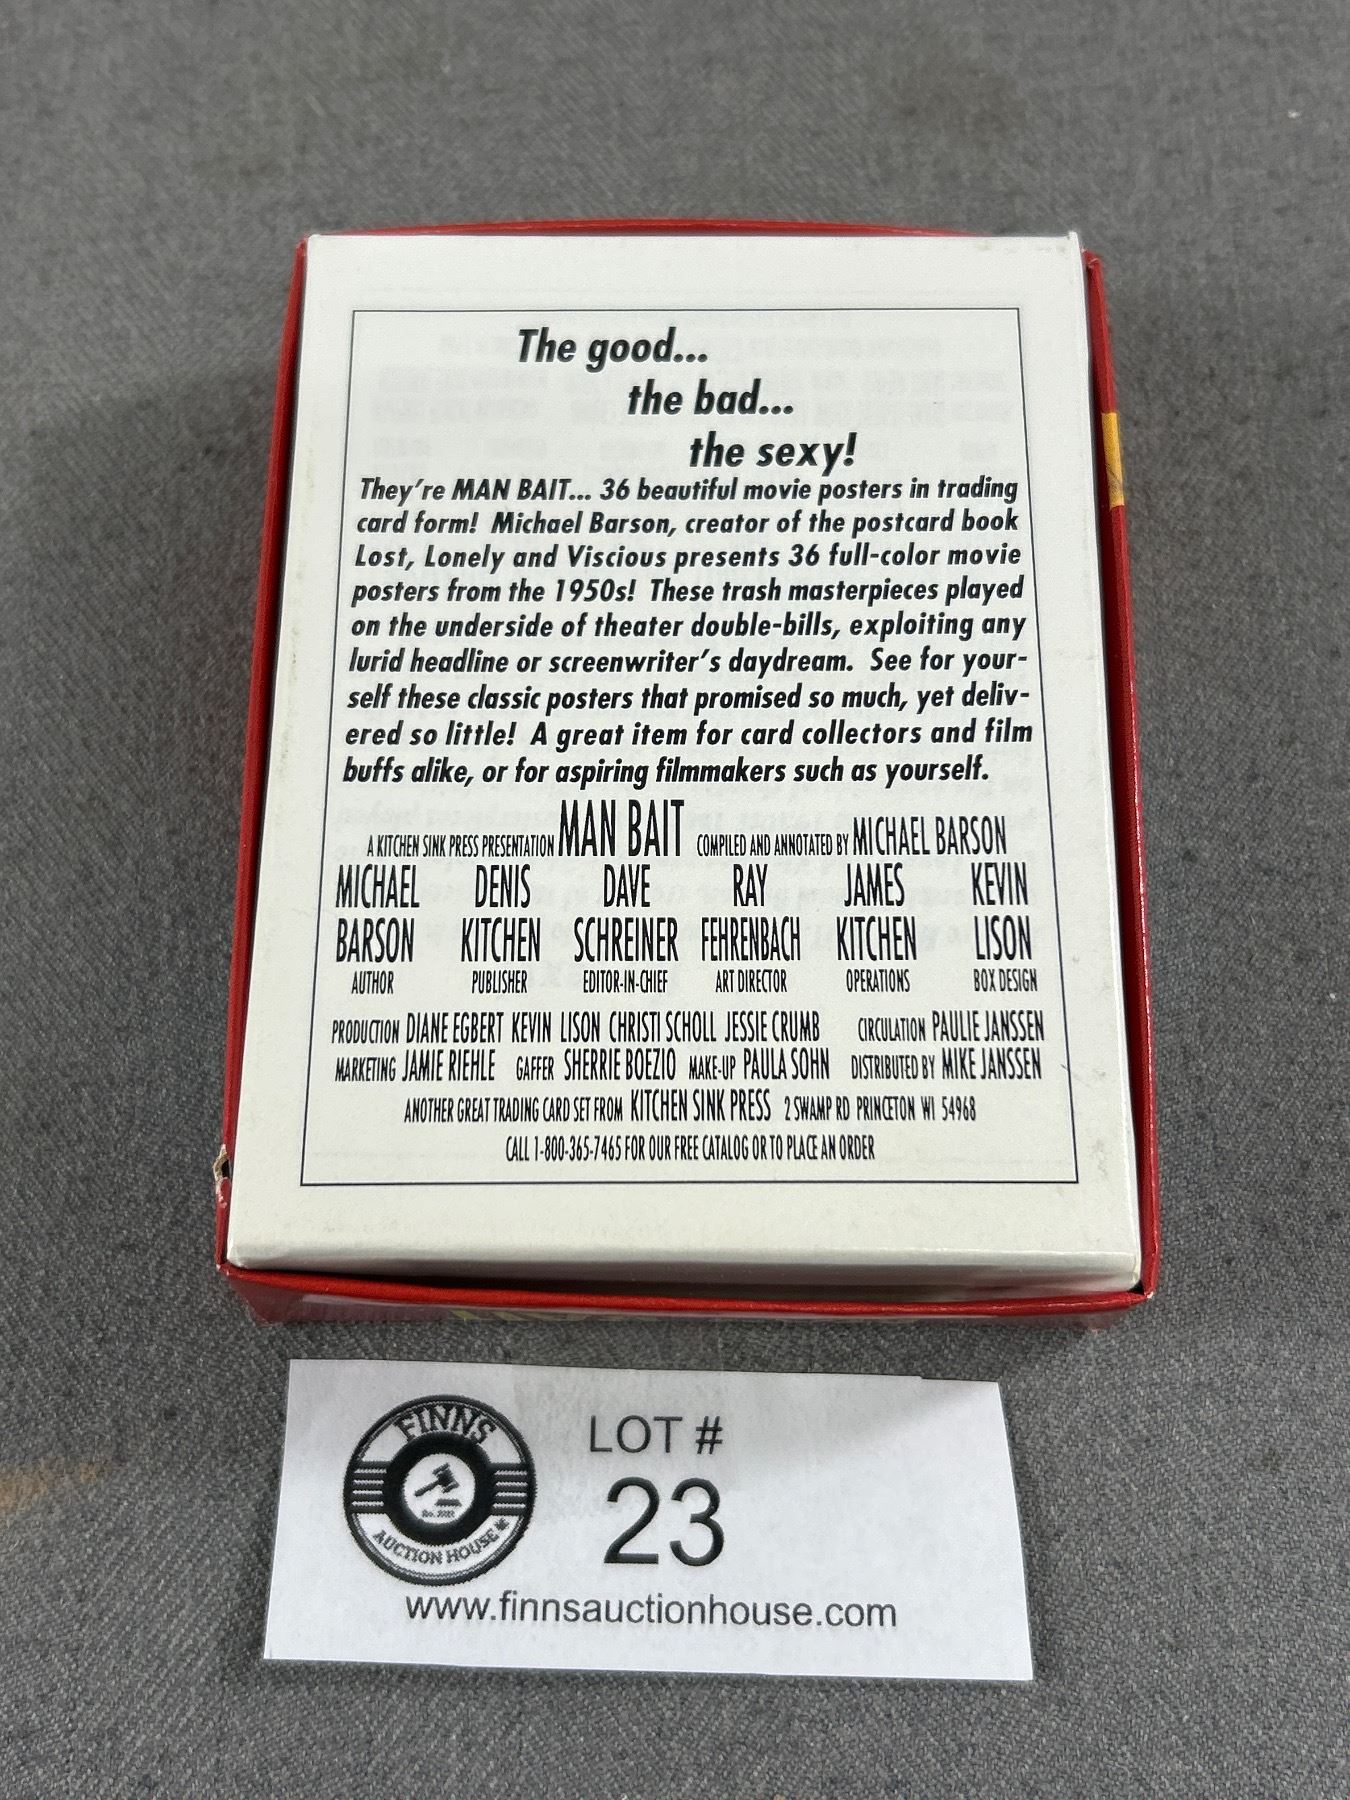 The good...
the bad...
the sexy!
They're MAN BAIT... 36 beautiful movie posters in trading
card form! Michael Barson, creator of the postcard book
Lost, Lonely and Viscious presents 36 full-color movie
posters from the 1950s! These trash masterpieces played
on the underside of theater double-bills, exploiting any
lurid headline or screenwriter's daydream. See for your-
self these classic posters that promised so much, yet deliv-
ered so little! A great item for card collectors and film
buffs alike, or for aspiring filmmakers such as yourself.
A KITCHEN SINK PRESS PRESENTATION MAN BAIT COMPILED AND ANNOTATED BY MICHAEL BARSON
MICHAEL DENIS DAVE RAY JAMES KEVIN
BARSON KITCHEN SCHREINER FEHRENBACH KITCHEN LISON
AUTHOR PUBLISHER EDITOR-IN-CHIEF ART DIRECTOR OPERATIONS BOX DESIGN
PRODUCTION DIANE EGBERT KEVIN LISON CHRISTI SCHOLL JESSIE CRUMB CIRCULATION PAULIE JANSSEN
MARKETING JAMIE RIEHLE GAFFER SHERRIE BOEZIO MAKE-UP PAULA SOHN DISTRIBUTED BY MIKE JANSSEN
ANOTHER GREAT TRADING CARD SET FROM KITCHEN SINK PRESS 2 SWAMP RD PRINCETON WI 54968
CALL 1-800-365-7465 FOR OUR FREE CATALOG OR TO PLACE AN ORDER
FINNS
AUCTION HOUSE
LOT #
23
www.finnsauctionhouse.com